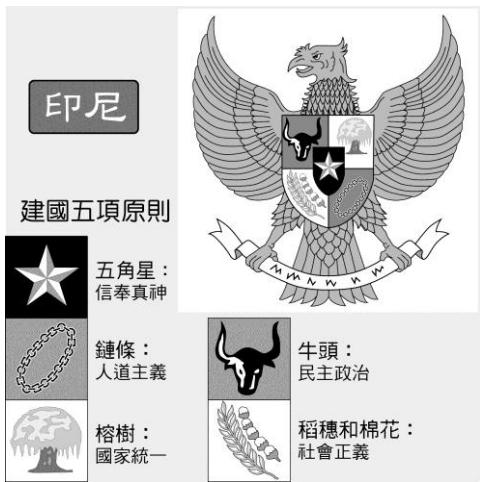 印尼
建國五項原則
五角星：
信奉真神
鏈條：
人道主義
榕樹：
國家統一
牛頭：
民主政治
稻穗和棉花：
社會正義